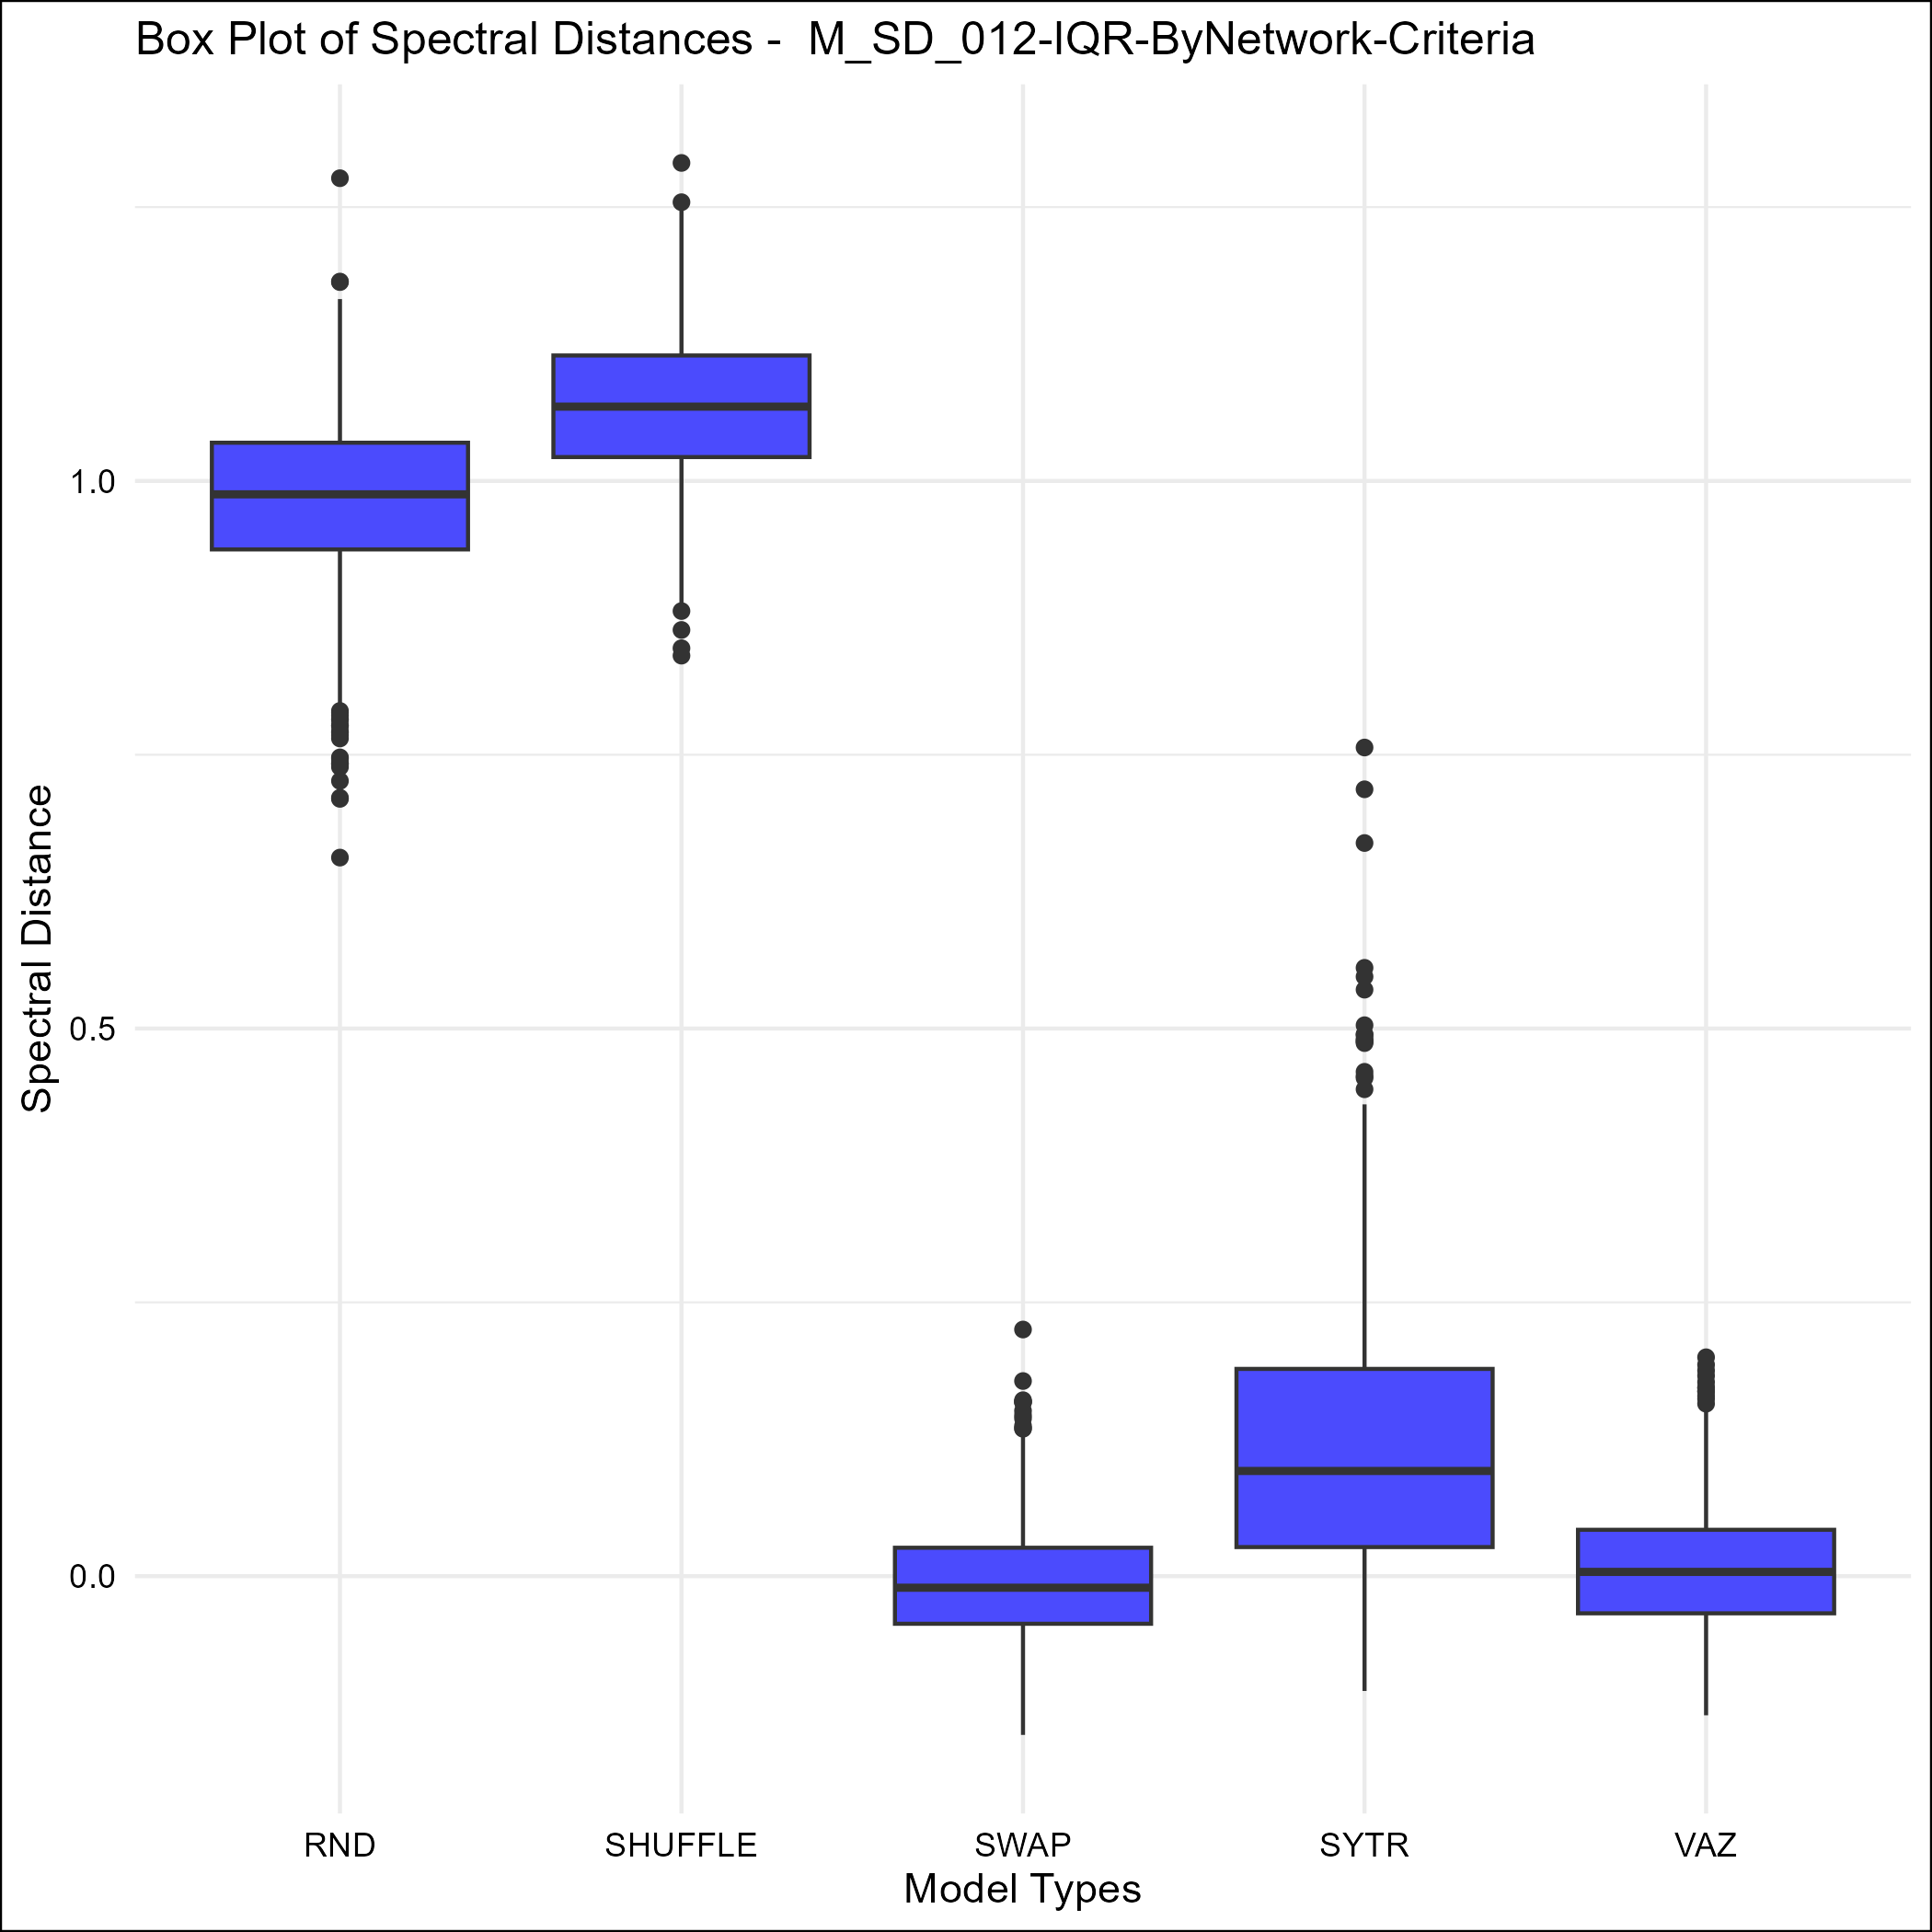 Box Plot of Spectral Distances -  M_SD_012-IQR-ByNetwork-Criteria
Spectral Distance
1.0
0.5
0.0
RND SHUFFLE SWAP SYTR VAZ
Model Types